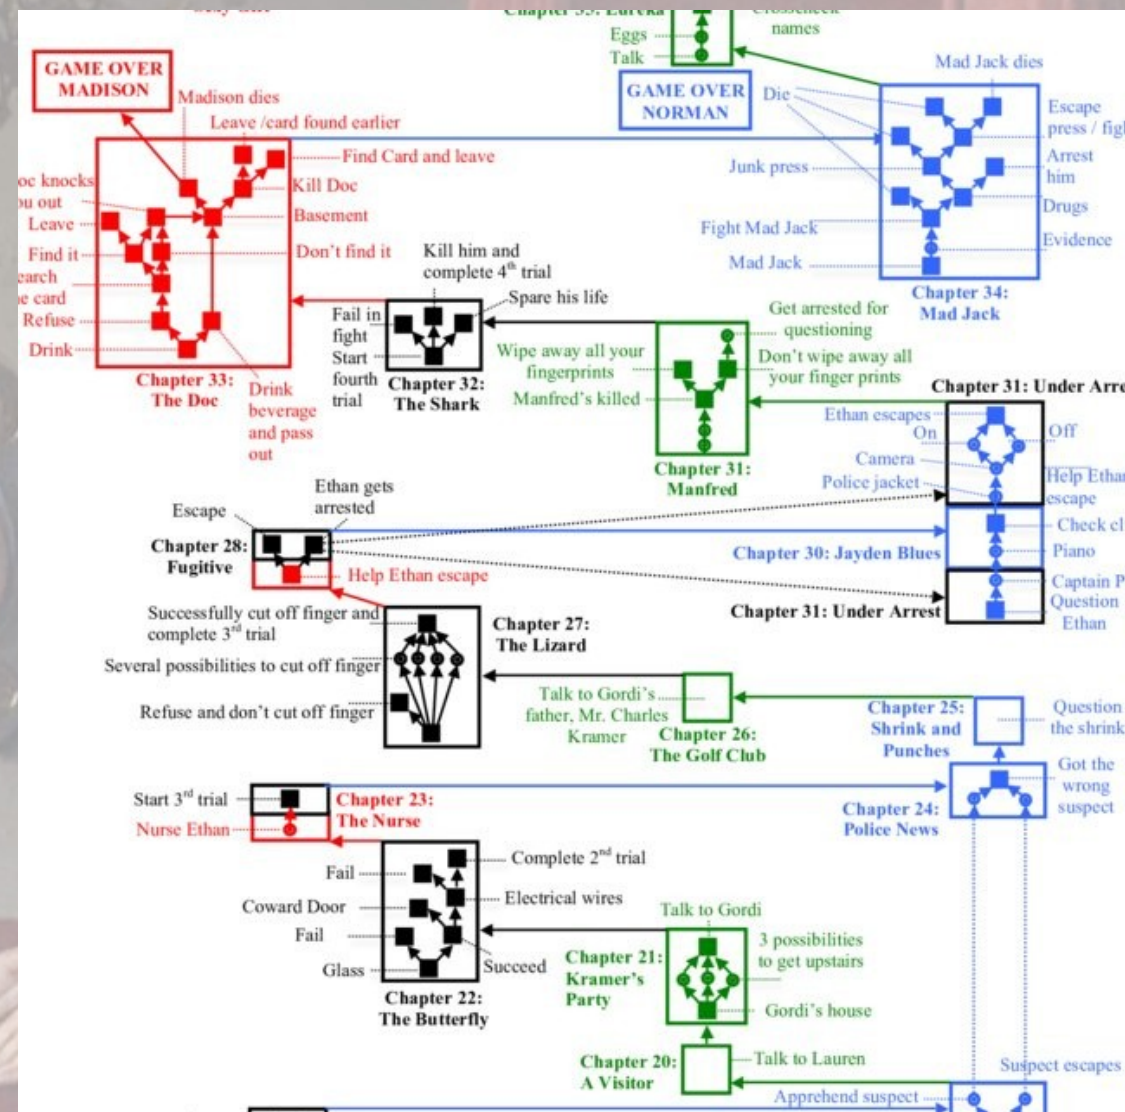 Chapter 35: Eureka
Eggs
Talk
Crosscheck
names
GAME OVER
MADISON
Madison dies
Leave /card found earlier
Find Card and leave
Kill Doc
Basement
Don't find it
oc knocks
ou out
Leave
Find it
earch
e card
Refuse
Drink
Chapter 33:
The Doc
Drink
beverage
and pass
out
GAME OVER
NORMAN
Die
Mad Jack dies
Escape
press / figh
Arrest
him
Junk press
Drugs
Fight Mad Jack
Evidence
Mad Jack
Chapter 34:
Mad Jack
Kill him and
complete 4th trial
Spare his life
Fail in
fight
Start
fourth
trial
Chapter 32:
The Shark
Get arrested for
questioning
Wipe away all your
fingerprints
Don't wipe away all
your finger prints
Manfred's killed
Chapter 31:
Manfred
Chapter 31: Under Arre
Ethan escapes
On
Off
Camera
Police jacket
Help Ethan
escape
Check cl
Chapter 30: Jayden Blues
Piano
Captain P
Chapter 31: Under Arrest
Question
Ethan
Ethan gets
arrested
Escape
Chapter 28:
Fugitive
Help Ethan escape
Successfully cut off finger and
complete 3rd trial
Chapter 27:
The Lizard
Several possibilities to cut off finger
Refuse and don't cut off finger
Talk to Gordi's
father, Mr. Charles
Kramer
Chapter 26:
The Golf Club
Chapter 25:
Shrink and
Punches
Question
the shrink
Got the
wrong
suspect
Chapter 24:
Police News
Start 3rd trial
Chapter 23:
The Nurse
Nurse Ethan
Complete 2nd trial
Fail
Electrical wires
Coward Door
Fail
Succeed
Glass
Chapter 22:
The Butterfly
Talk to Gordi
3 possibilities
to get upstairs
Chapter 21:
Kramer's
Party
Gordi's house
Chapter 20:
A Visitor
Talk to Lauren
Suspect escapes
Apprehend suspect